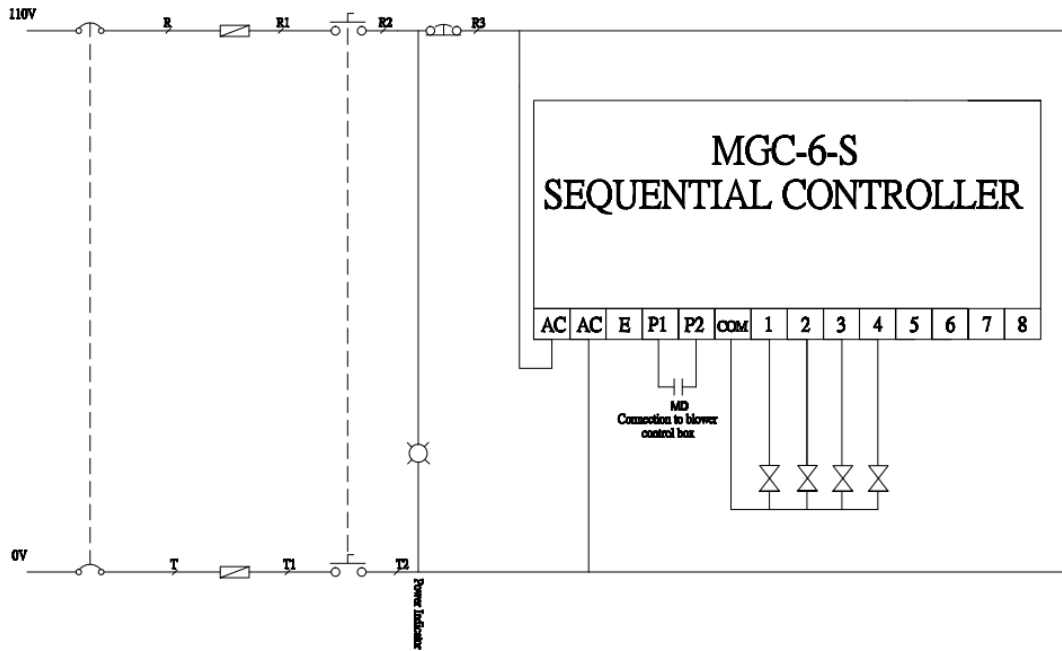 110V
R
R1
R2
R3
MGC-6-S
SEQUENTIAL CONTROLLER
AC AC E P1 P2 COM 1 2 3 4 5 6 7 8
MD
Connection to blower
control box
0V
T
T1
T2
Power Indicator